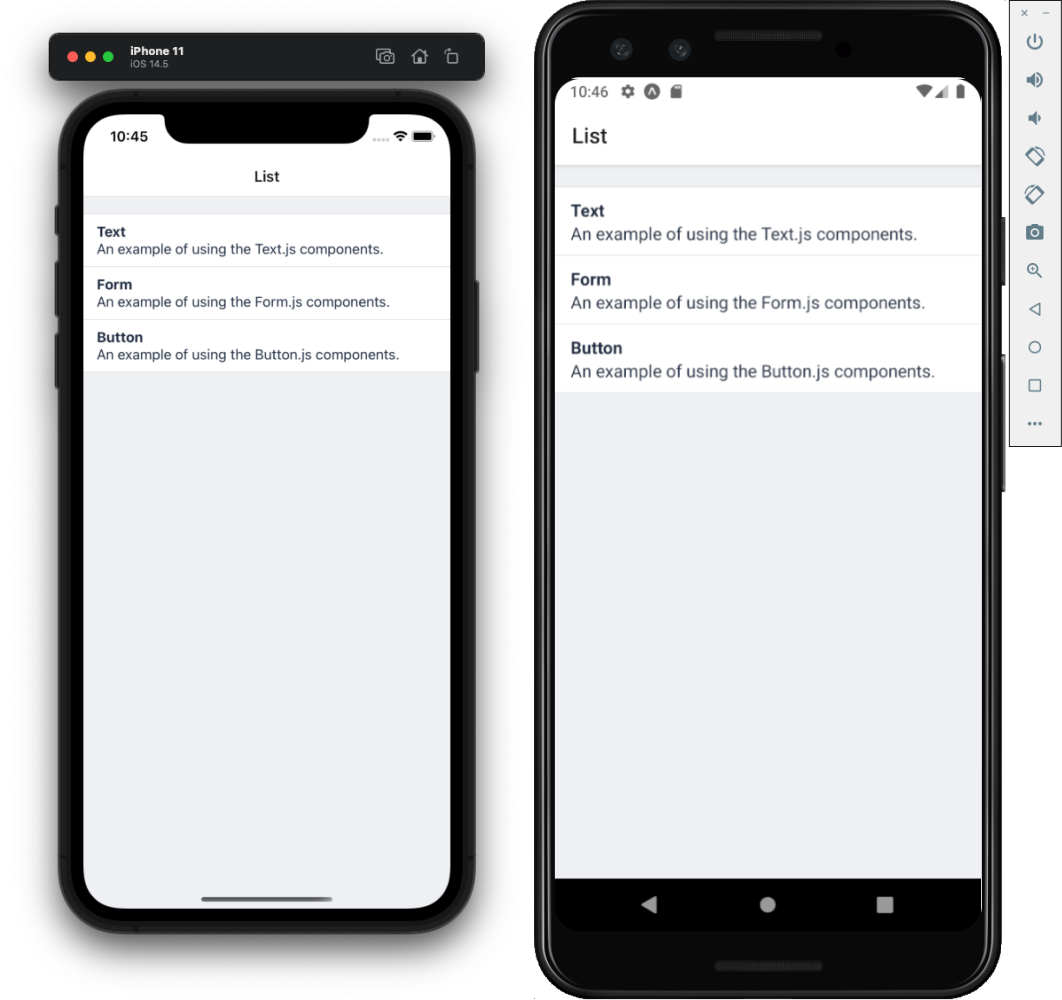 iPhone 11
iOS 14.5
10:45
List
Text
An example of using the Text.js components.
Form
An example of using the Form.js components.
Button
An example of using the Button.js components.
10:46
List
Text
An example of using the Text.js components.
Form
An example of using the Form.js components.
Button
An example of using the Button.js components.